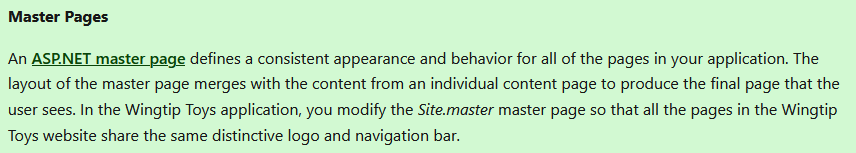 Master Pages
An ASP.NET master page defines a consistent appearance and behavior for all of the pages in your application. The
layout of the master page merges with the content from an individual content page to produce the final page that the
user sees. In the Wingtip Toys application, you modify the Site.master master page so that all the pages in the Wingtip
Toys website share the same distinctive logo and navigation bar.